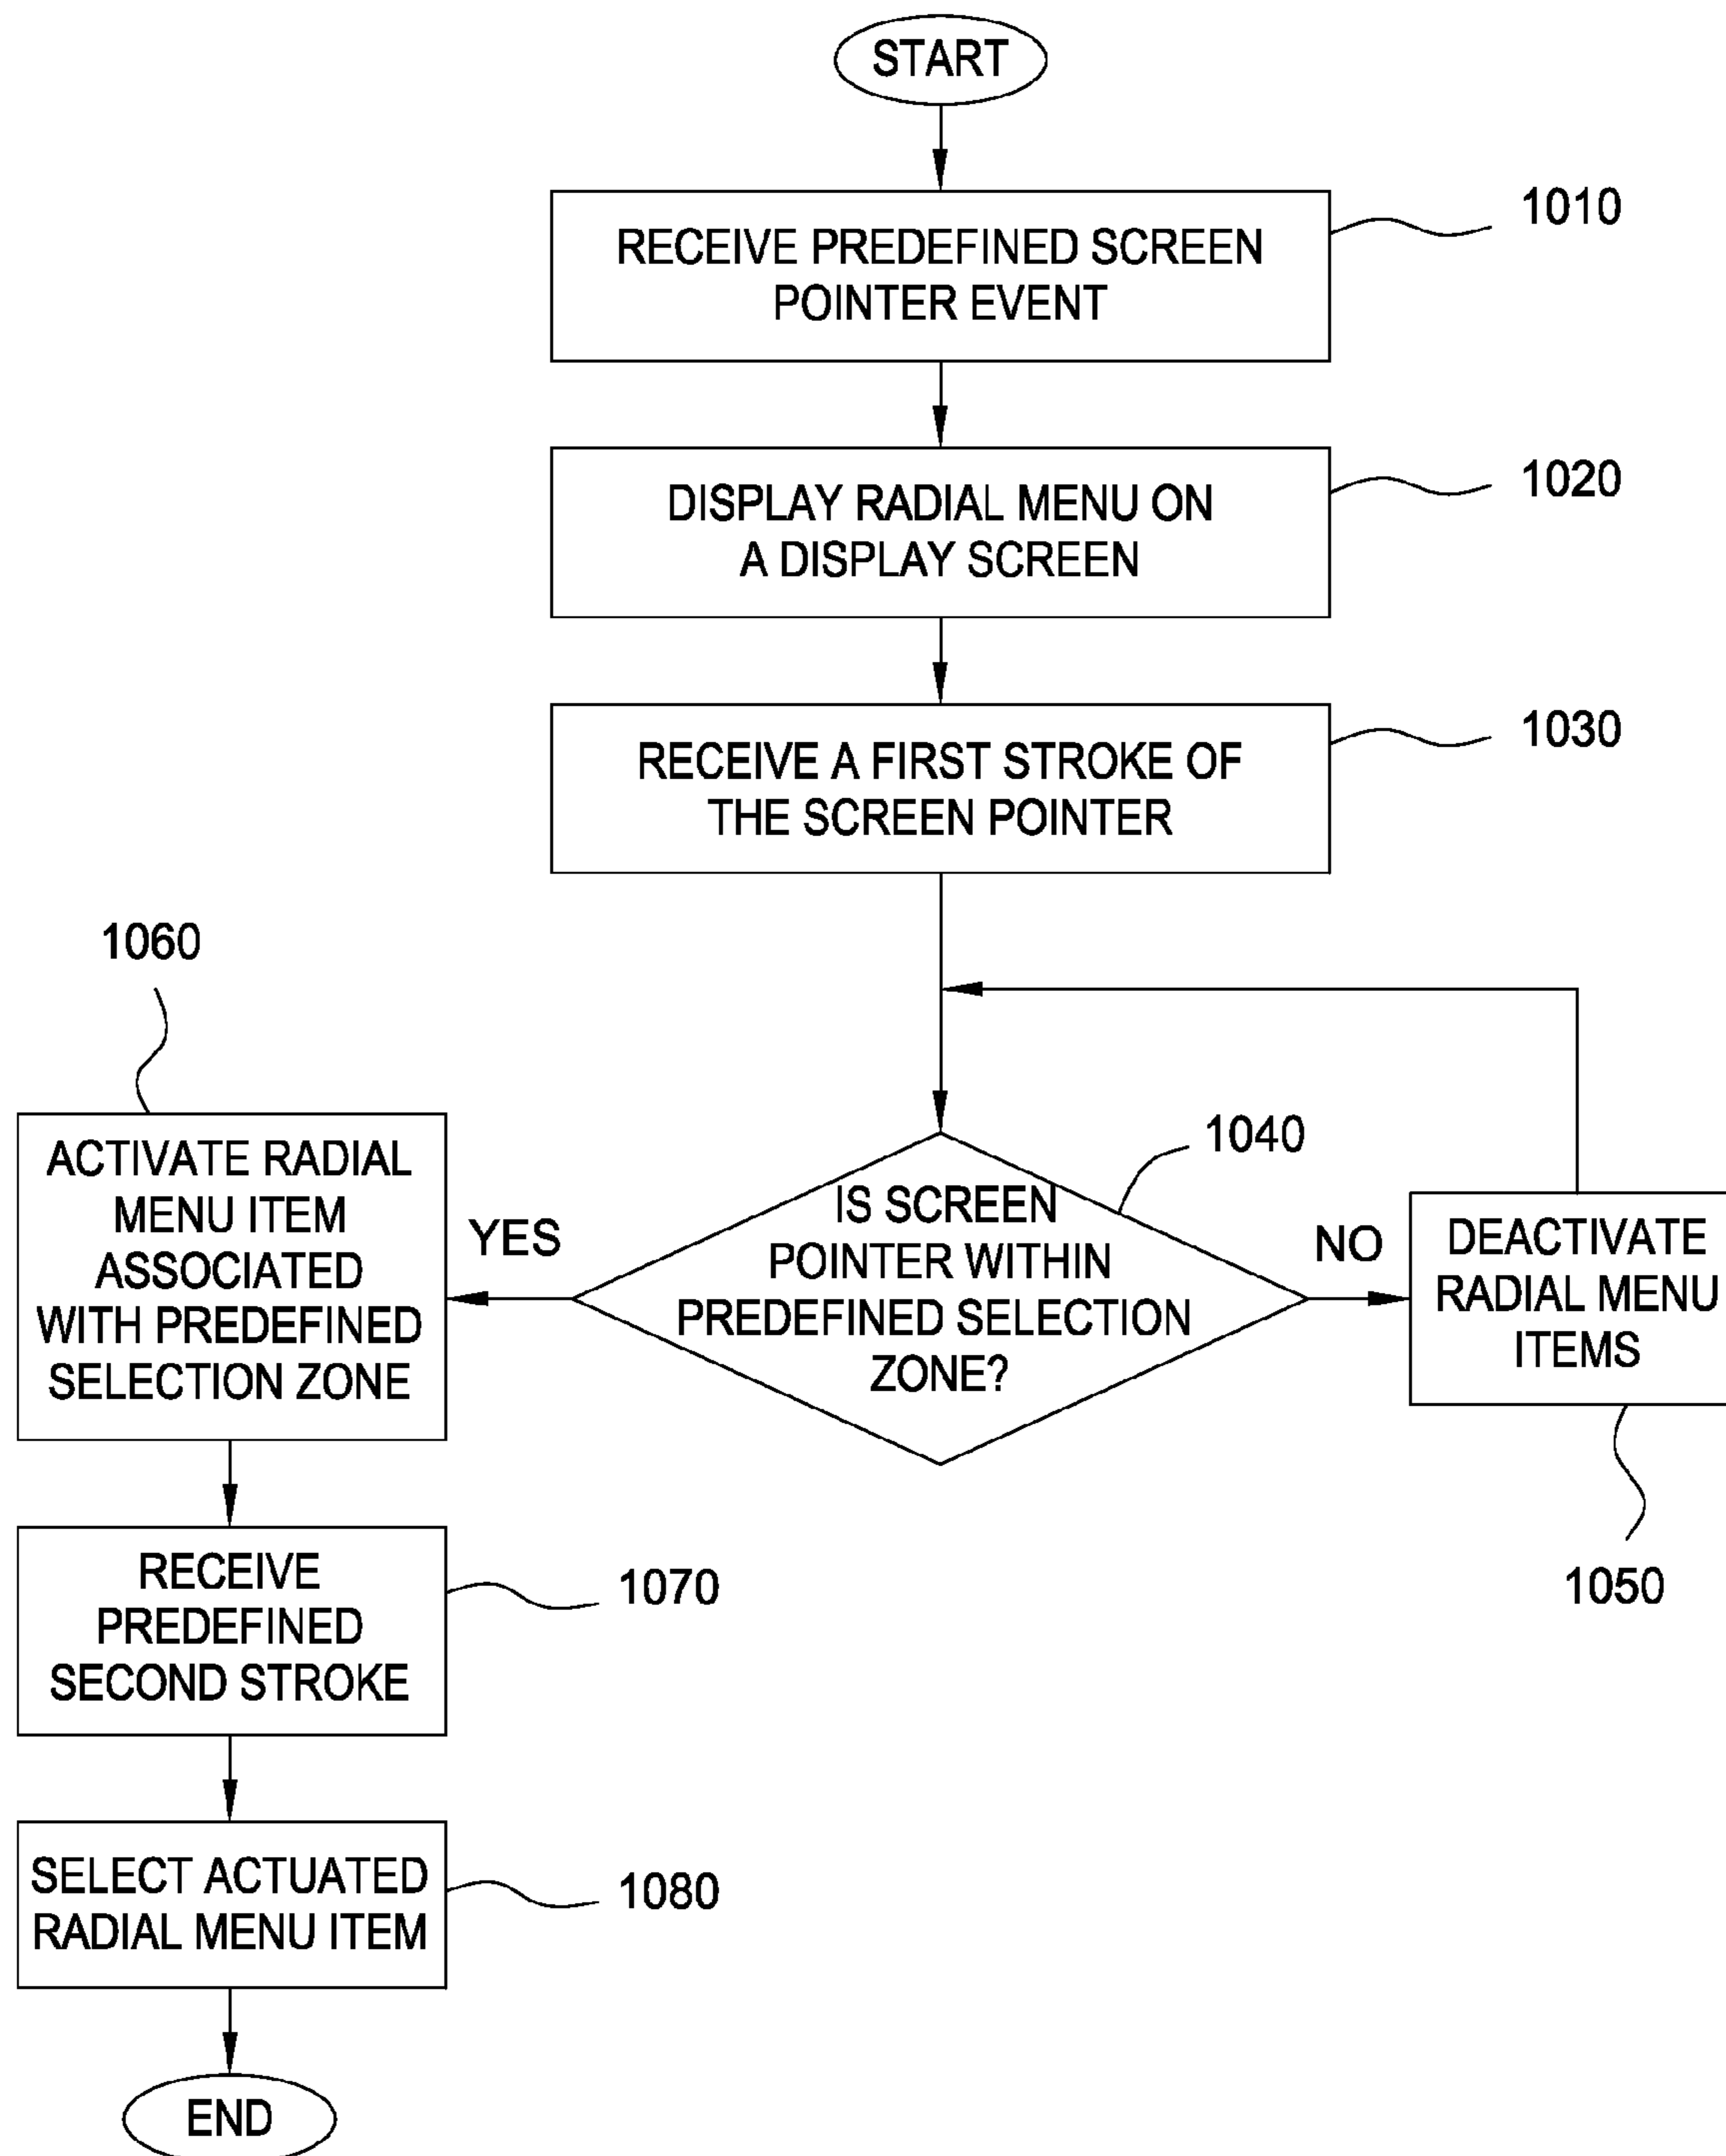 START
RECEIVE PREDEFINED SCREEN
POINTER EVENT
1010
DISPLAY RADIAL MENU ON
A DISPLAY SCREEN
1020
RECEIVE A FIRST STROKE OF
THE SCREEN POINTER
1030
IS SCREEN
POINTER WITHIN
PREDEFINED SELECTION
ZONE?
1040
NO
DEACTIVATE
RADIAL MENU
ITEMS
1050
YES
1060
ACTIVATE RADIAL
MENU ITEM
ASSOCIATED
WITH PREDEFINED
SELECTION ZONE
RECEIVE
PREDEFINED
SECOND STROKE
1070
SELECT ACTUATED
RADIAL MENU ITEM
1080
END